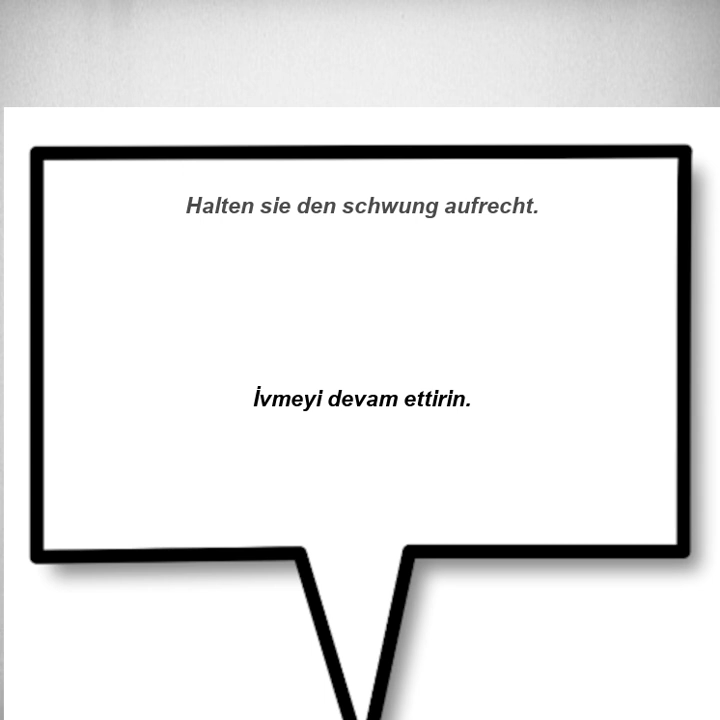 Halten sie den schwung aufrecht.
İvmeyi devam ettirin.